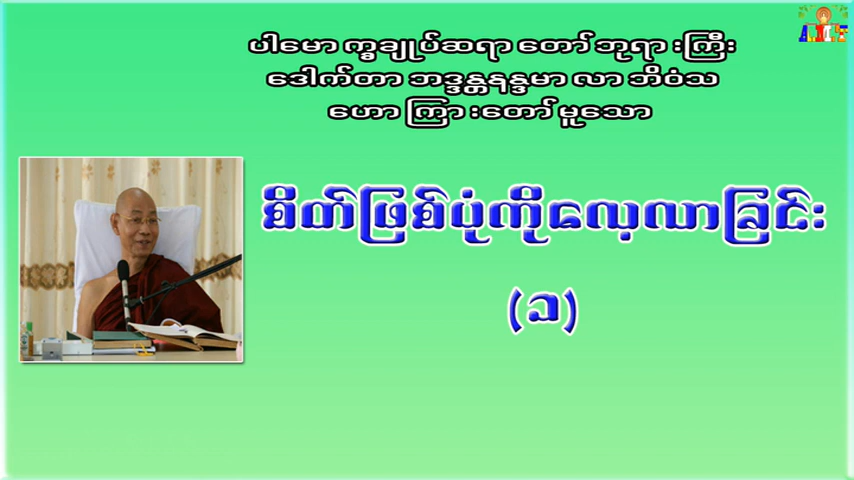 ပါမော က္ခချုပ်ဆရာ တော် ဘုရာ းကြီး
ဒေါက်တာ ဘဒ္ဒန္တနန္ဒမာ လာ ဘိဝံသ
ဟော ကြာ းတော် မူသော
စိတ်ဖြစ်ပုံကိုလေ့လာခြင်း
(၁)